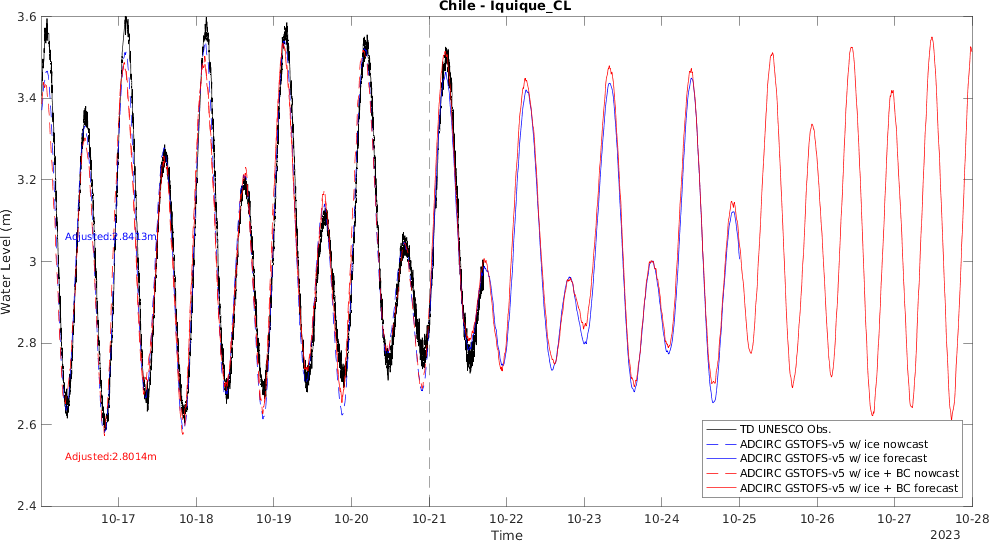 Chile - Iquique_CL
3.6
3.4
3.2
3
2.8
2.6
2.4
Water Level (m)
Adjusted:2.8413m
Adjusted:2.8014m
TD UNESCO Obs.
ADCIRC GSTOFS-v5 w/ ice nowcast
ADCIRC GSTOFS-v5 w/ ice forecast
ADCIRC GSTOFS-v5 w/ ice + BC nowcast
ADCIRC GSTOFS-v5 w/ ice + BC forecast
10-17 10-18 10-19 10-20 10-21 10-22 10-23 10-24 10-25 10-26 10-27 10-28
Time
2023